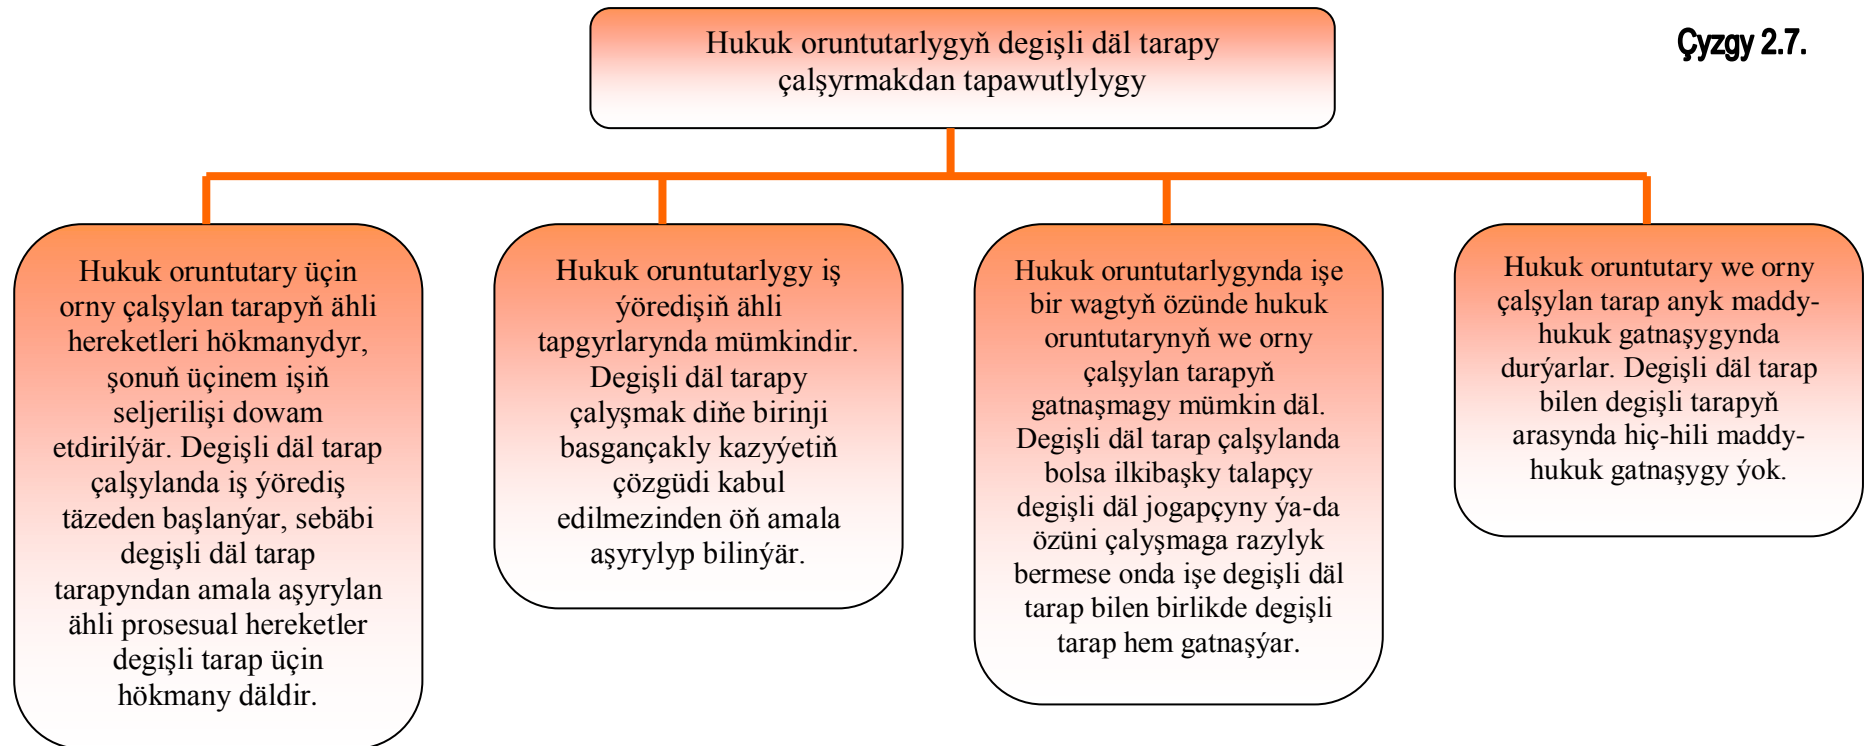 Hukuk oruntutarlygyň degişli däl tarapy
çalşyrmakdan tapawutlylygy
Çyzgy 2.7.
Hukuk oruntutary üçin
orny çalşylan tarapyň ähli
hereketleri hökmanydyr,
şonuň üçinem işiň
seljerilişi dowam
etdirilýär. Degişli däl tarap
çalşylanda iş ýörediş
täzeden başlanýar, sebäbi
degişli däl tarap
tarapyndan amala aşyrylan
ähli prosesual hereketler
degişli tarap üçin
hökmany däldir.
Hukuk oruntutarlygy iş
ýöredişiň ähli
tapgyrlarynda mümkindir.
Degişli däl tarapy
çalyşmak diňe birinji
basgançakly kazyýetiň
çözgüdi kabul
edilmezinden öň amala
aşyrylyp bilinýär.
Hukuk oruntutarlygynda işe
bir wagtyň özünde hukuk
oruntutarynyň we orny
çalşylan tarapyň
gatnaşmagy mümkin däl.
Degişli däl tarap çalşylanda
bolsa ilkibaşky talapçy
degişli däl jogapçyny ýa-da
özüni çalyşmaga razylyk
bermese onda işe degişli däl
tarap bilen birlikde degişli
tarap hem gatnaşýar.
Hukuk oruntutary we orny
çalşylan tarap anyk maddy-
hukuk gatnaşygynda
durýarlar. Degişli däl tarap
bilen degişli tarapyň
arasynda hiç-hili maddy-
hukuk gatnaşygy ýok.